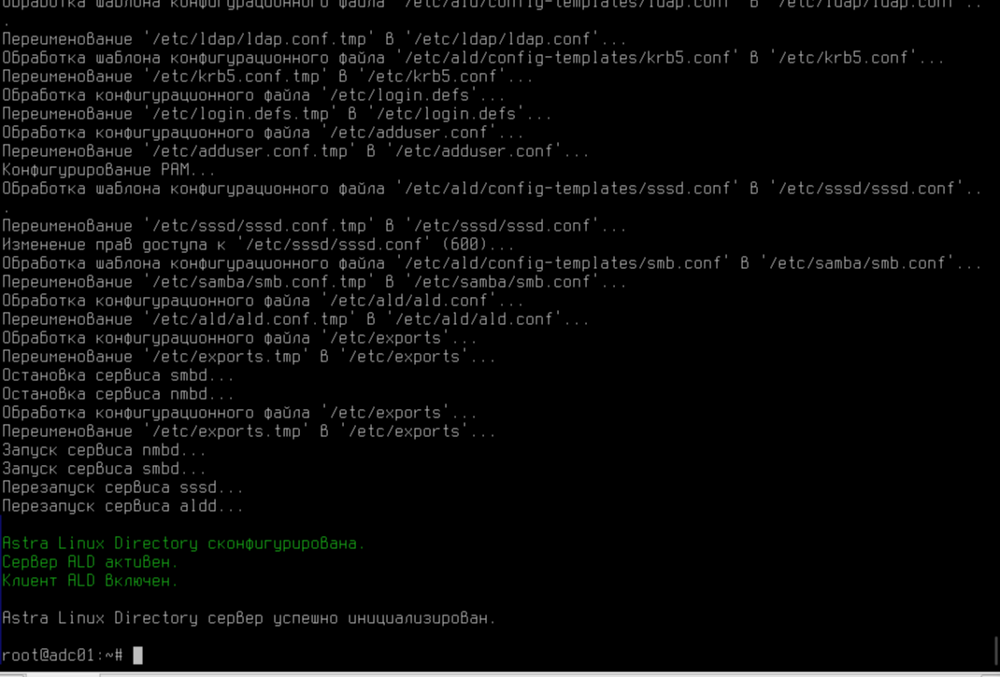 Обработка шаблона конфигурационного файла '/etc/ald/config-templates/ldap.conf' в '/etc/ldap/ldap.conf'..
.
Переименование '/etc/ldap/ldap.conf.tmp' в '/etc/ldap/ldap.conf'...
Обработка шаблона конфигурационного файла '/etc/ald/config-templates/krb5.conf' в '/etc/krb5.conf'...
Переименование '/etc/krb5.conf.tmp' в '/etc/krb5.conf'...
Обработка конфигурационного файла '/etc/login.defs'...
Переименование '/etc/login.defs.tmp' в '/etc/login.defs'...
Обработка конфигурационного файла '/etc/adduser.conf'...
Переименование '/etc/adduser.conf.tmp' в '/etc/adduser.conf'...
Конфигурирование PAM...
Обработка шаблона конфигурационного файла '/etc/ald/config-templates/sssd.conf' в '/etc/sssd/sssd.conf'..
.
Переименование '/etc/sssd/sssd.conf.tmp' в '/etc/sssd/sssd.conf'...
Изменение прав доступа к '/etc/sssd/sssd.conf' (600)...
Обработка шаблона конфигурационного файла '/etc/ald/config-templates/smb.conf' в '/etc/samba/smb.conf'...
Переименование '/etc/samba/smb.conf.tmp' в '/etc/samba/smb.conf'...
Обработка конфигурационного файла '/etc/ald/ald.conf'...
Переименование '/etc/ald/ald.conf.tmp' в '/etc/ald/ald.conf'...
Обработка конфигурационного файла '/etc/exports'...
Переименование '/etc/exports.tmp' в '/etc/exports'...
Остановка сервиса smbd...
Остановка сервиса nmbd...
Обработка конфигурационного файла '/etc/exports'...
Переименование '/etc/exports.tmp' в '/etc/exports'...
Запуск сервиса nmbd...
Запуск сервиса smbd...
Перезапуск сервиса sssd...
Перезапуск сервиса aldd...
Astra Linux Directory сконфигурирована.
Сервер ALD активен.
Клиент ALD включен.
Astra Linux Directory сервер успешно инициализирован.
root@adc01:~#